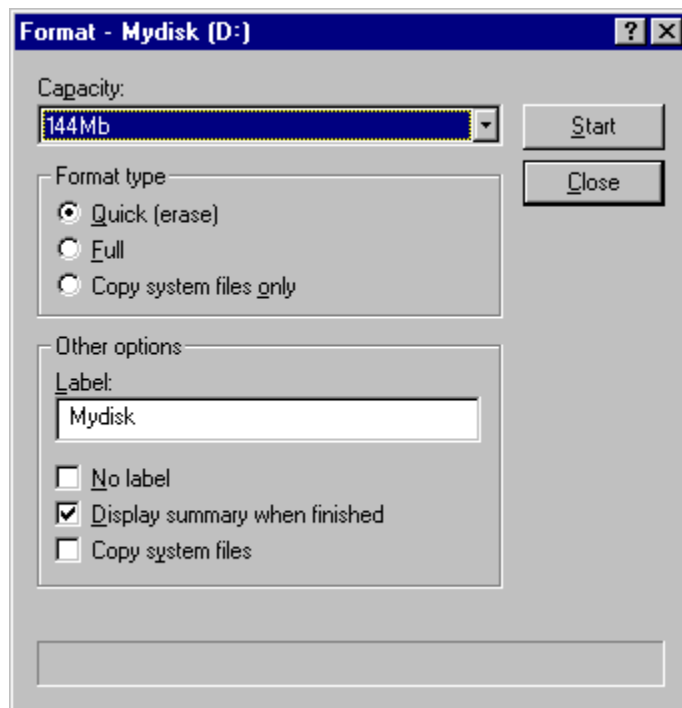 Format - Mydisk (D:)
Capacity:
144Mb
Start
Format type
Close
Quick (erase)
Full
Copy system files only
Other options
Label:
Mydisk
No label
Display summary when finished
Copy system files